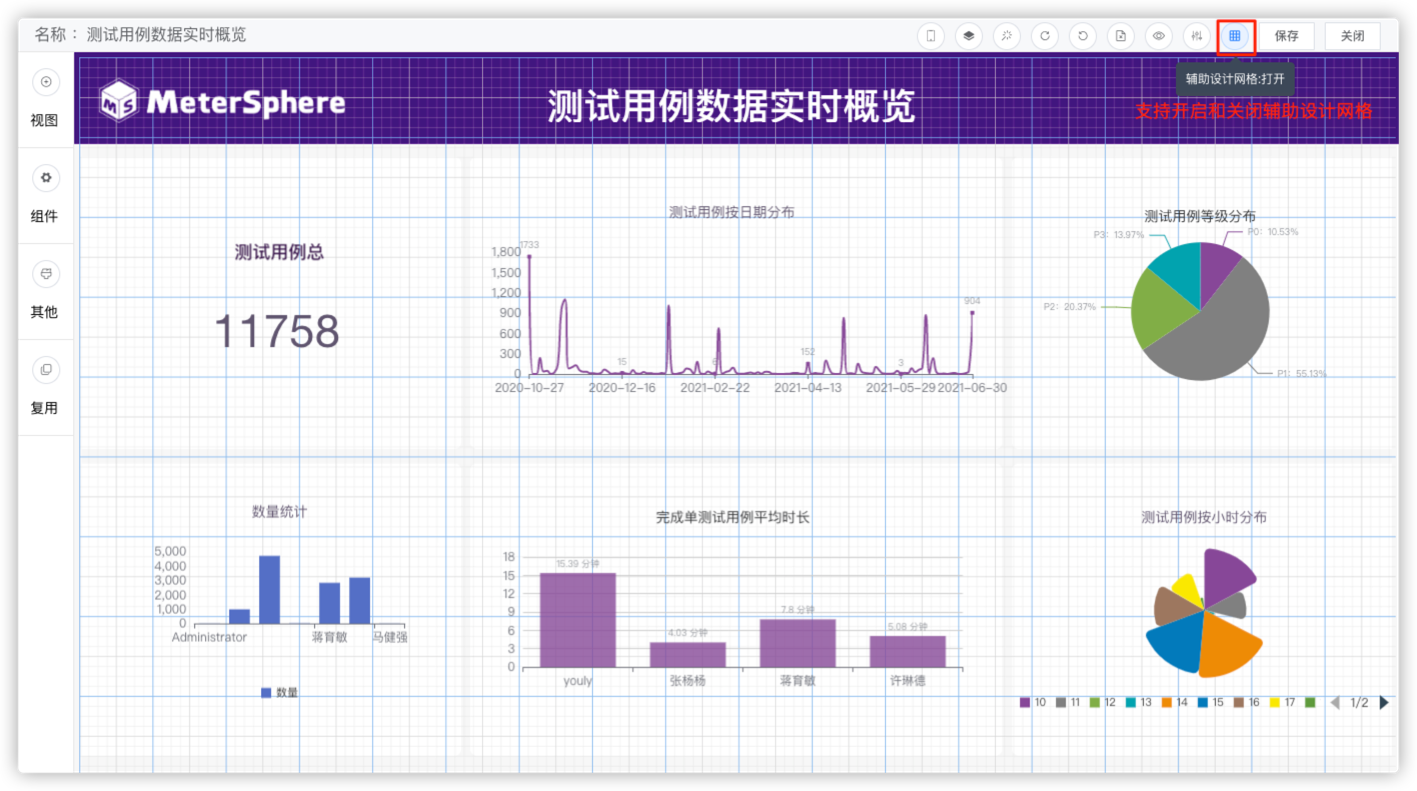 名称： 测试用例数据实时概览
保存
关闭
辅助设计网格:打开
支持开启和关闭辅助设计网格
视图
组件
其他
复用
MS MeterSphere
测试用例数据实时概览
测试用例总
11758
测试用例按日期分布
1733
1,800
1,500
1,200
900
600
300
0
15
6
152
3
904
2020-10-27 2020-12-16 2021-02-22 2021-04-13 2021-05-29 2021-06-30
测试用例等级分布
P3: 13.97%
P0: 10.53%
P2: 20.37%
P1: 55.13%
数量统计
5,000
4,000
3,000
2,000
1,000
0
Administrator 蒋育敏 马健强
数量
完成单测试用例平均时长
18
15
12
9
6
3
0
15.39 分钟
4.03 分钟
7.8 分钟
5.08 分钟
youly 张杨杨 蒋育敏 许琳德
测试用例按小时分布
10 11 12 13 14 15 16 17 1/2